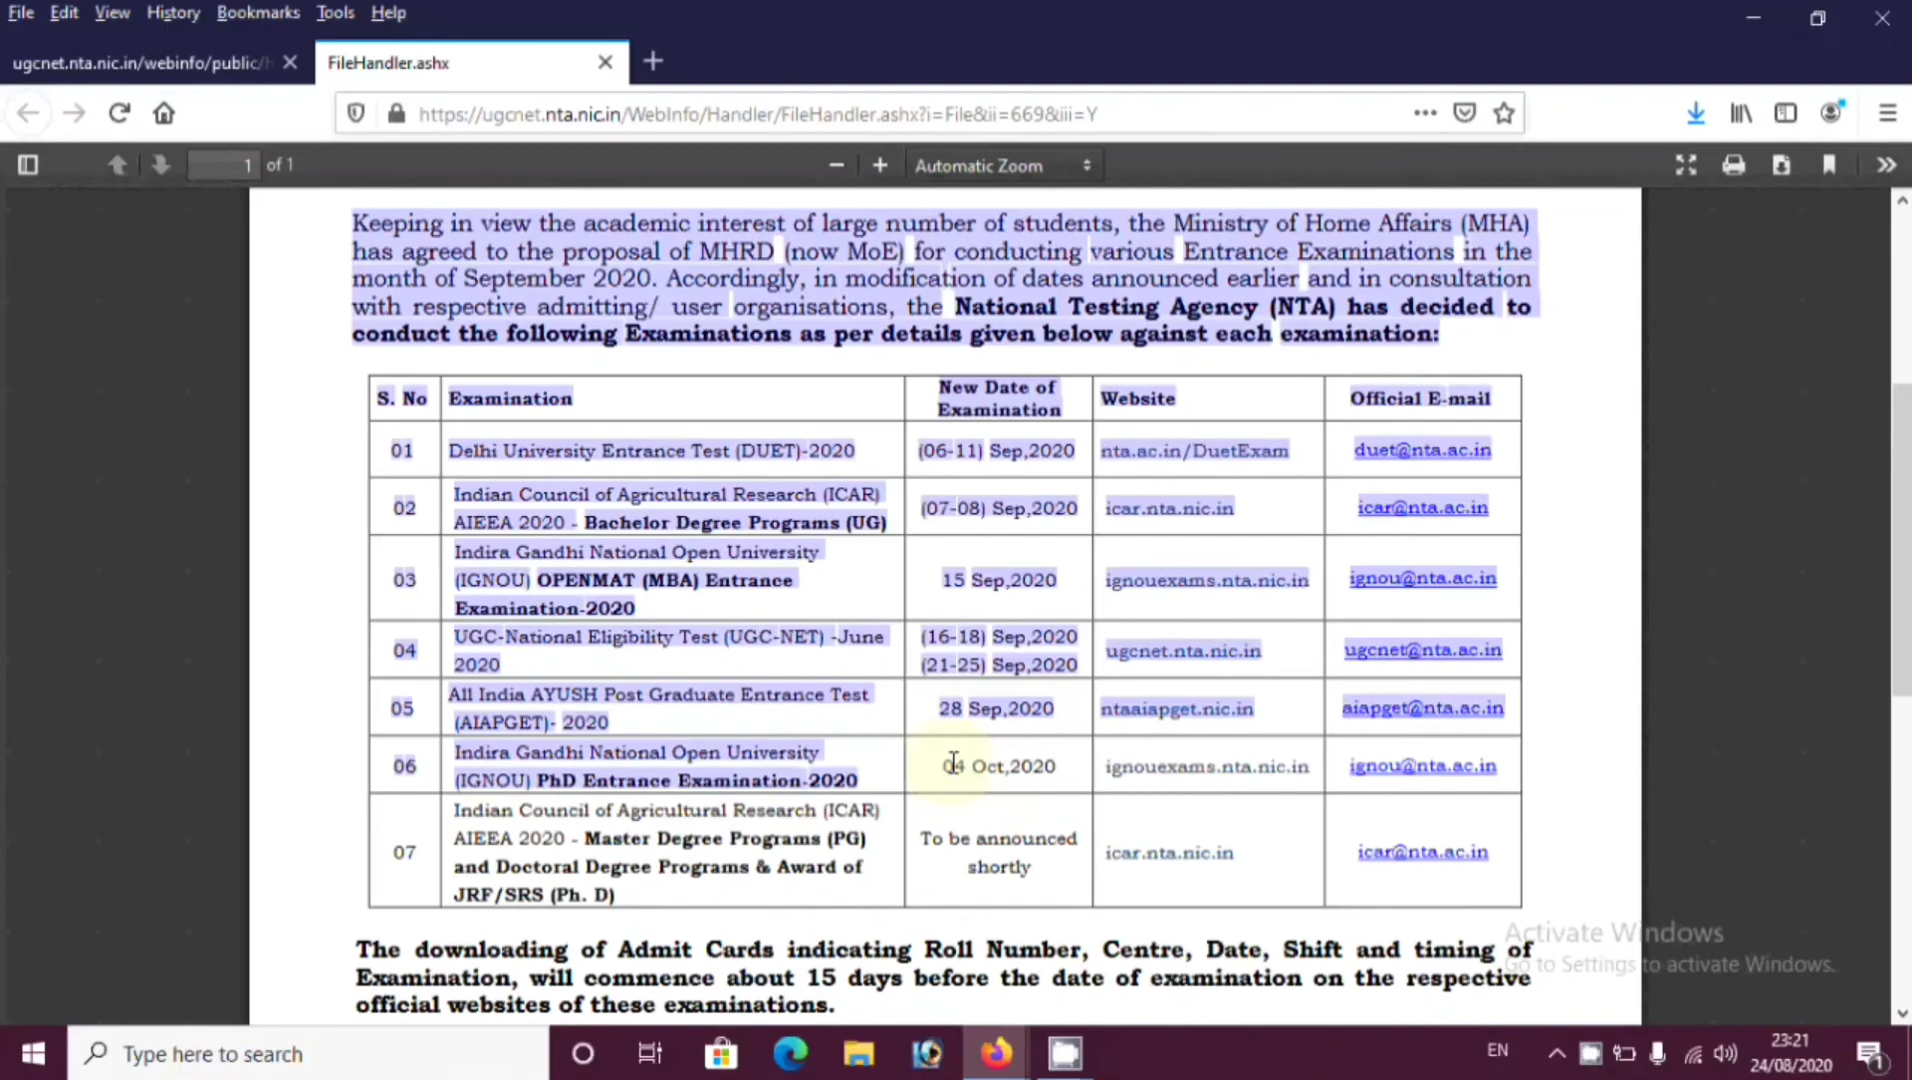 File Edit View History Bookmarks Tools Help
ugcnet.nta.nic.in/webinfo/public/h
FileHandler.ashx
https://ugcnet.nta.nic.in/WebInfo/Handler/FileHandler.ashx?i=File&ii=669&iii=Y
1 of 1
Automatic Zoom
Keeping in view the academic interest of large number of students, the Ministry of Home Affairs (MHA)
has agreed to the proposal of MHRD (now MoE) for conducting various Entrance Examinations in the
month of September 2020. Accordingly, in modification of dates announced earlier and in consultation
with respective admitting/ user organisations, the National Testing Agency (NTA) has decided to
conduct the following Examinations as per details given below against each examination:
S. No Examination New Date of Examination Website Official E-mail
01 Delhi University Entrance Test (DUET)-2020 (06-11) Sep,2020 nta.ac.in/DuetExam duet@nta.ac.in
02 Indian Council of Agricultural Research (ICAR)
AIEEA 2020 - Bachelor Degree Programs (UG) (07-08) Sep,2020 icar.nta.nic.in icar@nta.ac.in
03 Indira Gandhi National Open University
(IGNOU) OPENMAT (MBA) Entrance
Examination-2020 15 Sep,2020 ignouexams.nta.nic.in ignou@nta.ac.in
04 UGC-National Eligibility Test (UGC-NET) -June
2020 (16-18) Sep,2020
(21-25) Sep,2020 ugcnet.nta.nic.in ugcnet@nta.ac.in
05 All India AYUSH Post Graduate Entrance Test
(AIAPGET)- 2020 28 Sep,2020 ntaaiapget.nic.in aiapget@nta.ac.in
06 Indira Gandhi National Open University
(IGNOU) PhD Entrance Examination-2020 04 Oct,2020 ignouexams.nta.nic.in ignou@nta.ac.in
07 Indian Council of Agricultural Research (ICAR)
AIEEA 2020 - Master Degree Programs (PG)
and Doctoral Degree Programs & Award of
JRF/SRS (Ph. D) To be announced
shortly icar.nta.nic.in icar@nta.ac.in
The downloading of Admit Cards indicating Roll Number, Centre, Date, Shift and timing of
Examination, will commence about 15 days before the date of examination on the respective
official websites of these examinations.
Activate Windows
Go to Settings to activate Windows.
Type here to search
EN
23:21
24/08/2020
1